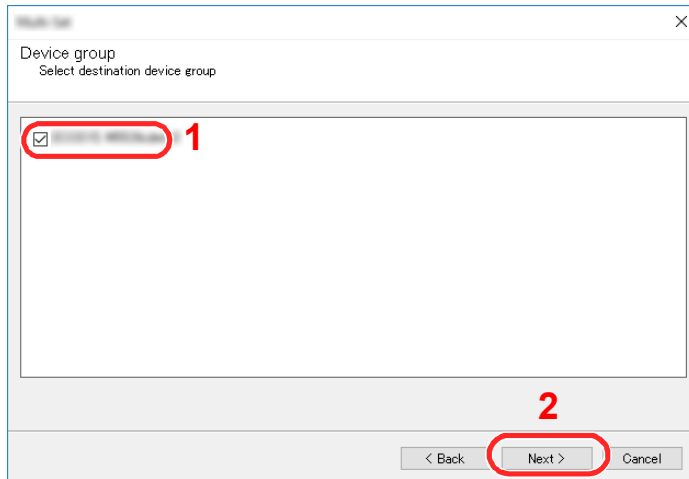 Device group
Select destination device group
1
2
< Back
Next >
Cancel